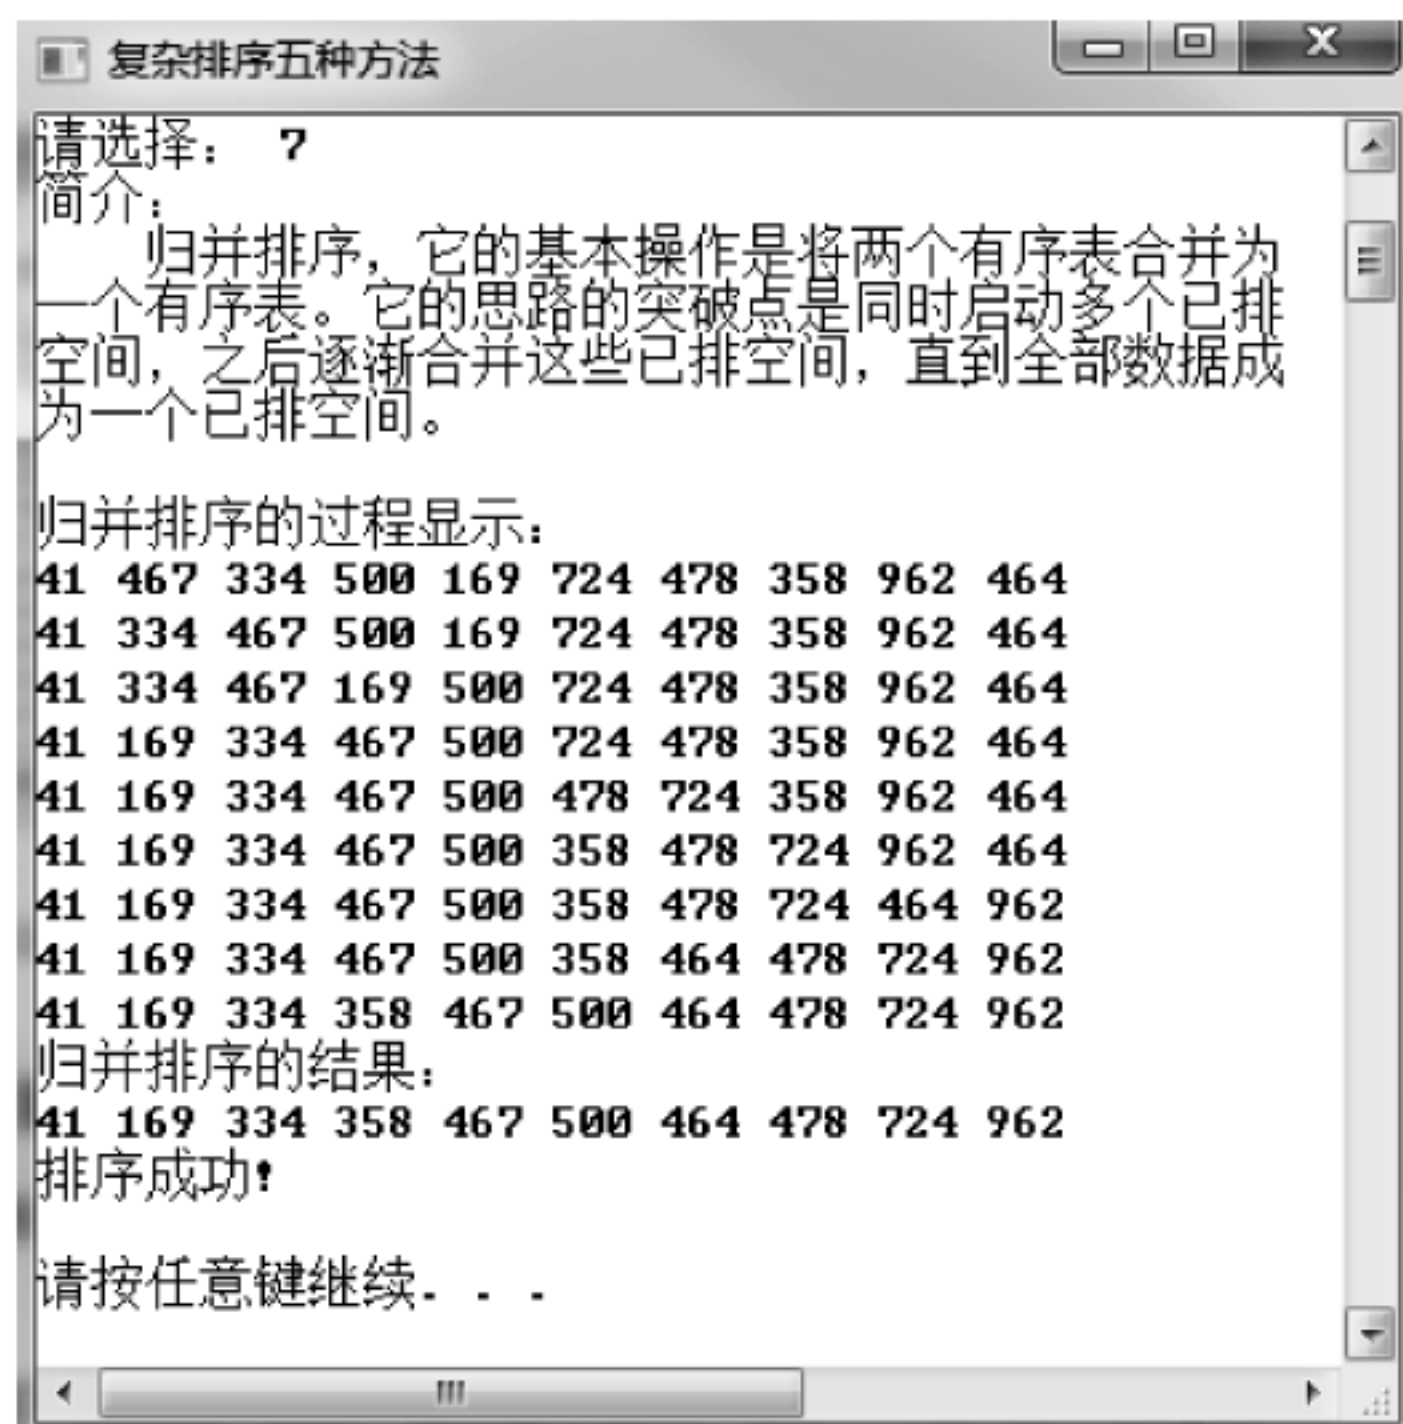 复杂排序五种方法
请选择： 7
简介：
归并排序，它的基本操作是将两个有序表合并为
一个有序表。它的思路的突破点是同时启动多个已排
空间，之后逐渐合并这些已排空间，直到全部数据成
为一个已排空间。
归并排序的过程显示：
41 467 334 500 169 724 478 358 962 464
41 334 467 500 169 724 478 358 962 464
41 334 467 169 500 724 478 358 962 464
41 169 334 467 500 724 478 358 962 464
41 169 334 467 500 478 724 358 962 464
41 169 334 467 500 358 478 724 962 464
41 169 334 467 500 358 478 724 464 962
41 169 334 467 500 358 464 478 724 962
41 169 334 358 467 500 464 478 724 962
归并排序的结果：
41 169 334 358 467 500 464 478 724 962
排序成功!
请按任意键继续. . .